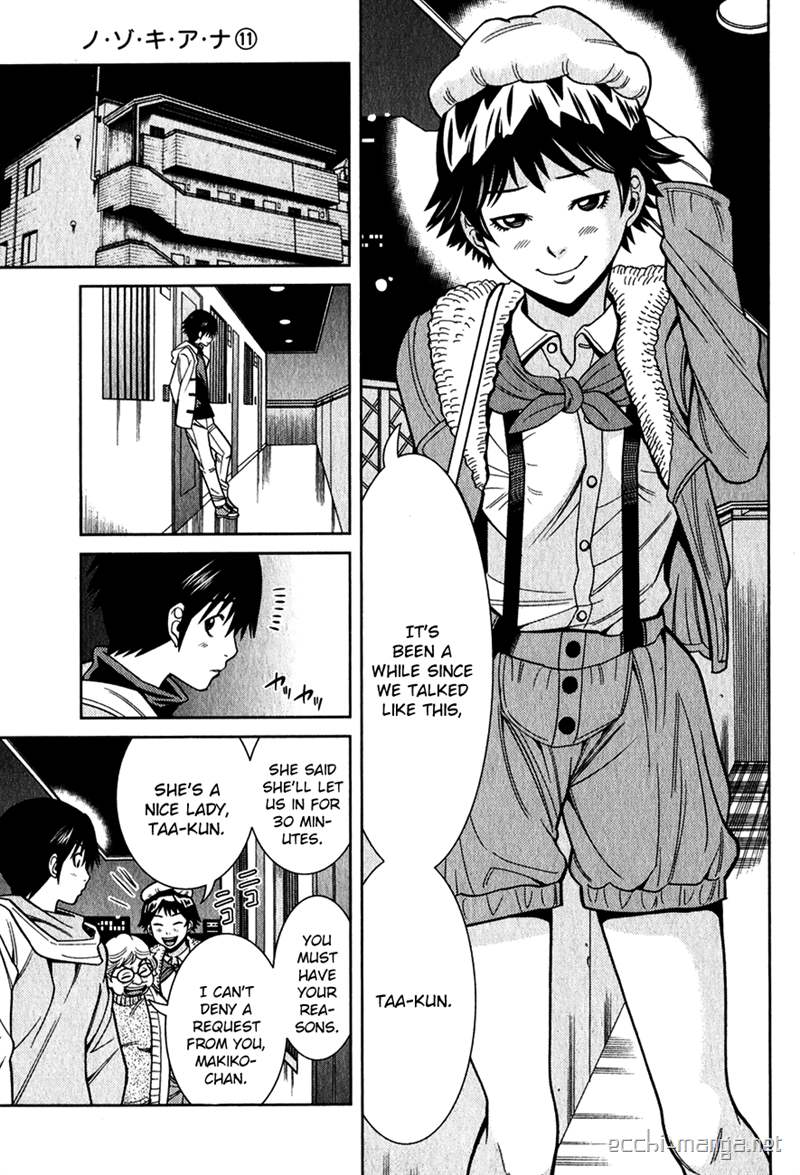 ノ・ゾ・キ・ア・ナ⑪
IT'S
BEEN A
WHILE SINCE
WE TALKED
LIKE THIS,
TAA-KUN.
ヤッ
ヤッ
SHE SAID
SHE'LL LET
US IN FOR
30 MIN-
UTES.
SHE'S A
NICE LADY,
TAA-KUN.
ニコ
ニコ
YOU
MUST
HAVE
YOUR
REA-
SONS.
I CAN'T
DENY A
REQUEST
FROM YOU,
MAKIKO-
CHAN.
ecchi-manga.net